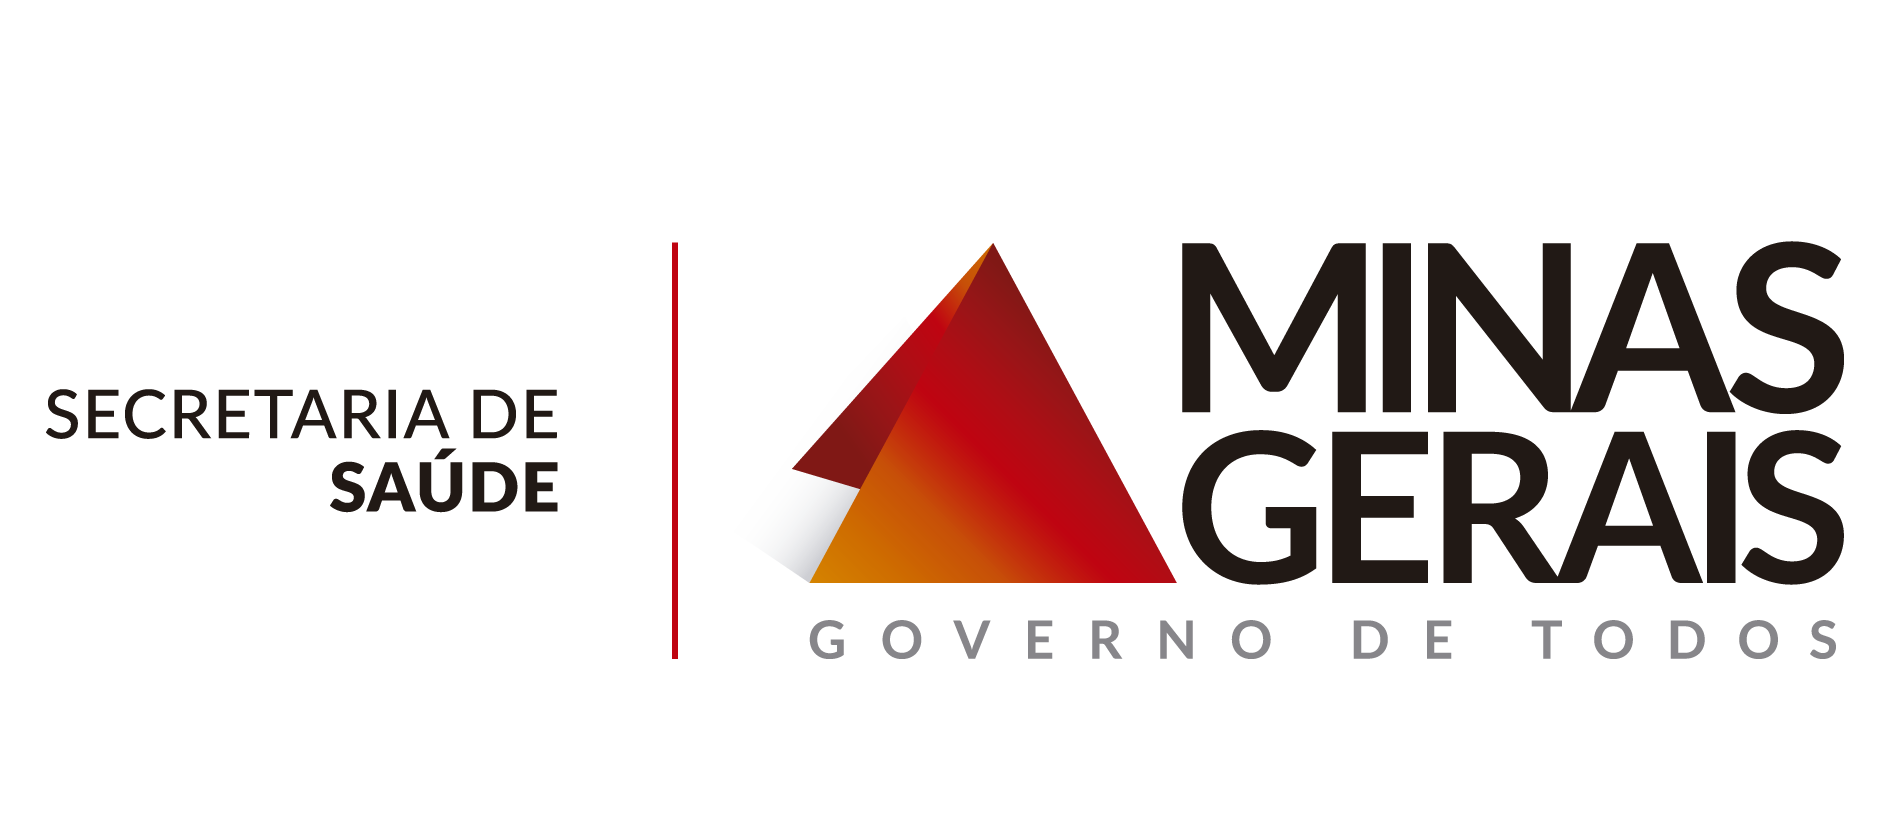 SECRETARIA DE
SAÚDE
MINAS
GERAIS
GOVERNO DE TODOS